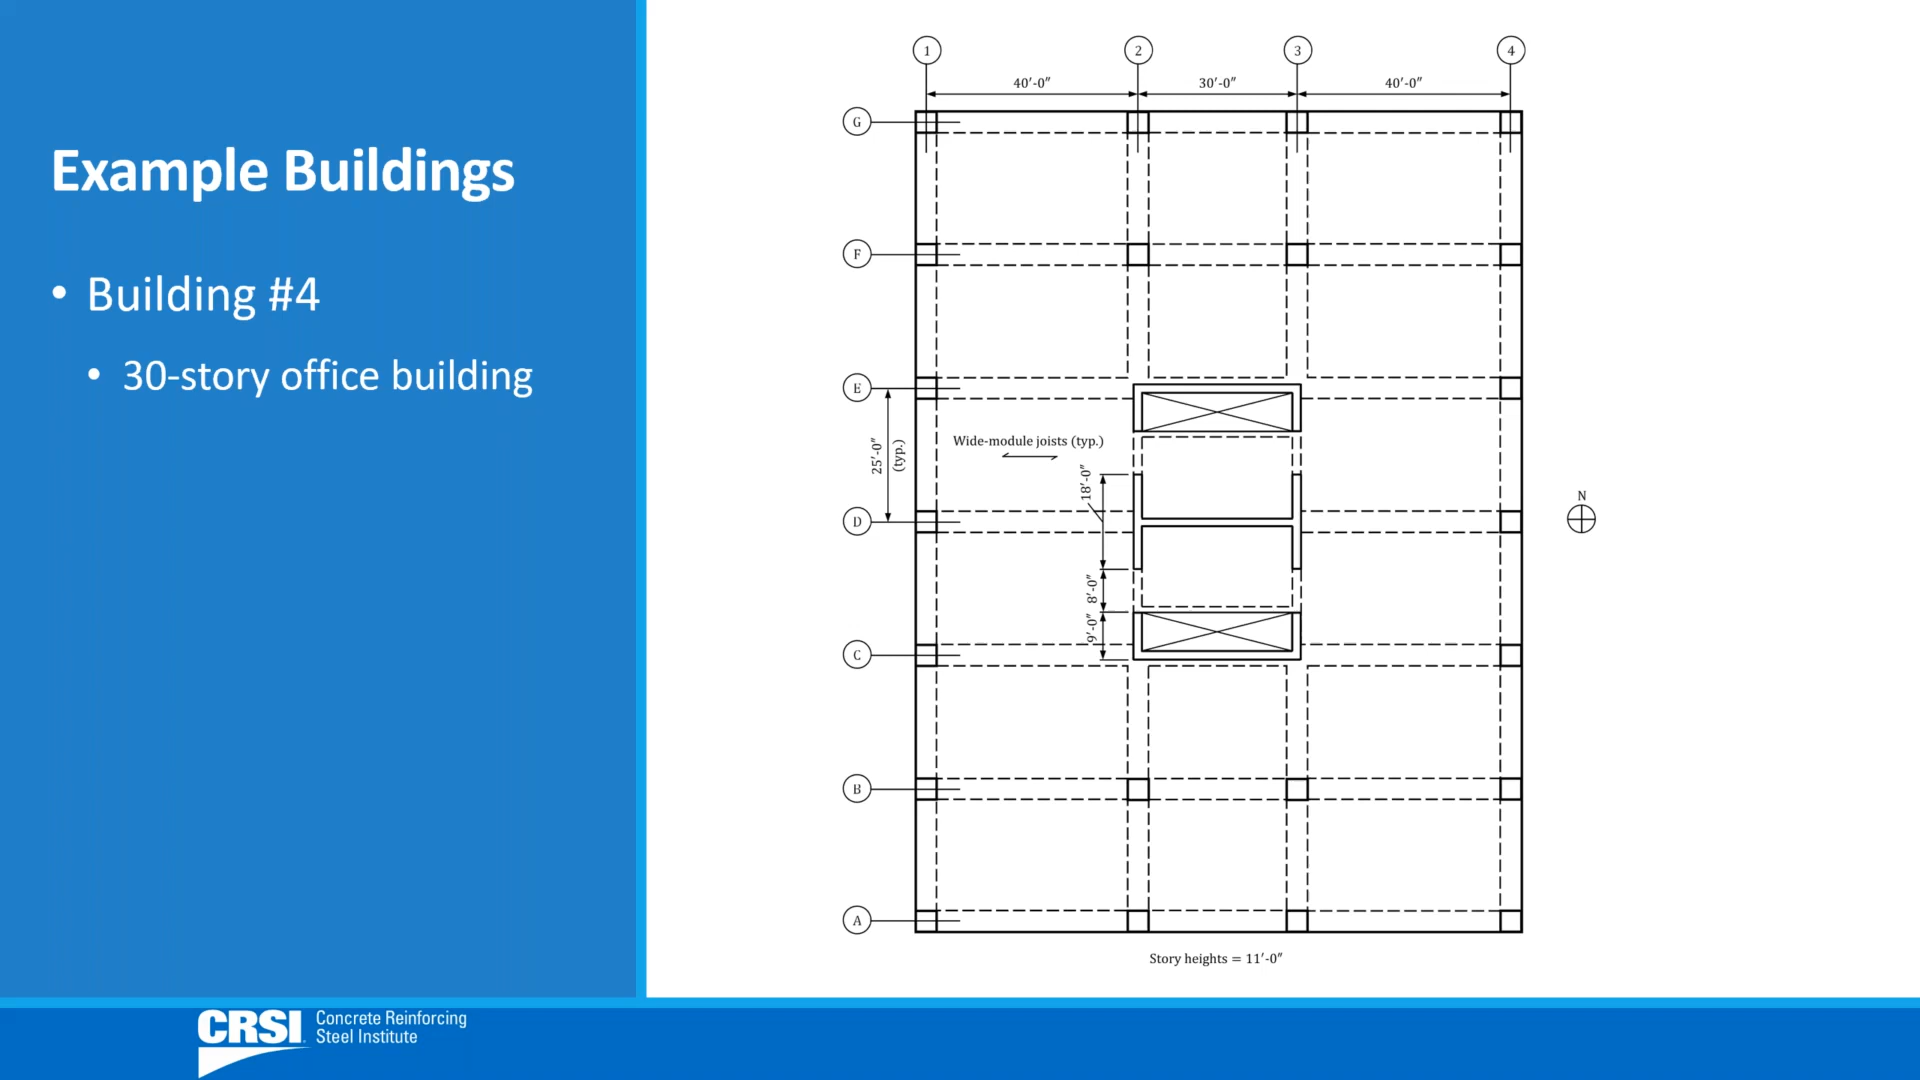 Example Buildings
• Building #4
• 30-story office building
1
2
3
4
40′-0″
30′-0″
40′-0″
G
F
E
D
C
B
A
25′-0″
(typ.)
Wide-module joists (typ.)
18′-0″
8′-0″
9′-0″
N
Story heights = 11′-0″
CRSI
Concrete Reinforcing
Steel Institute